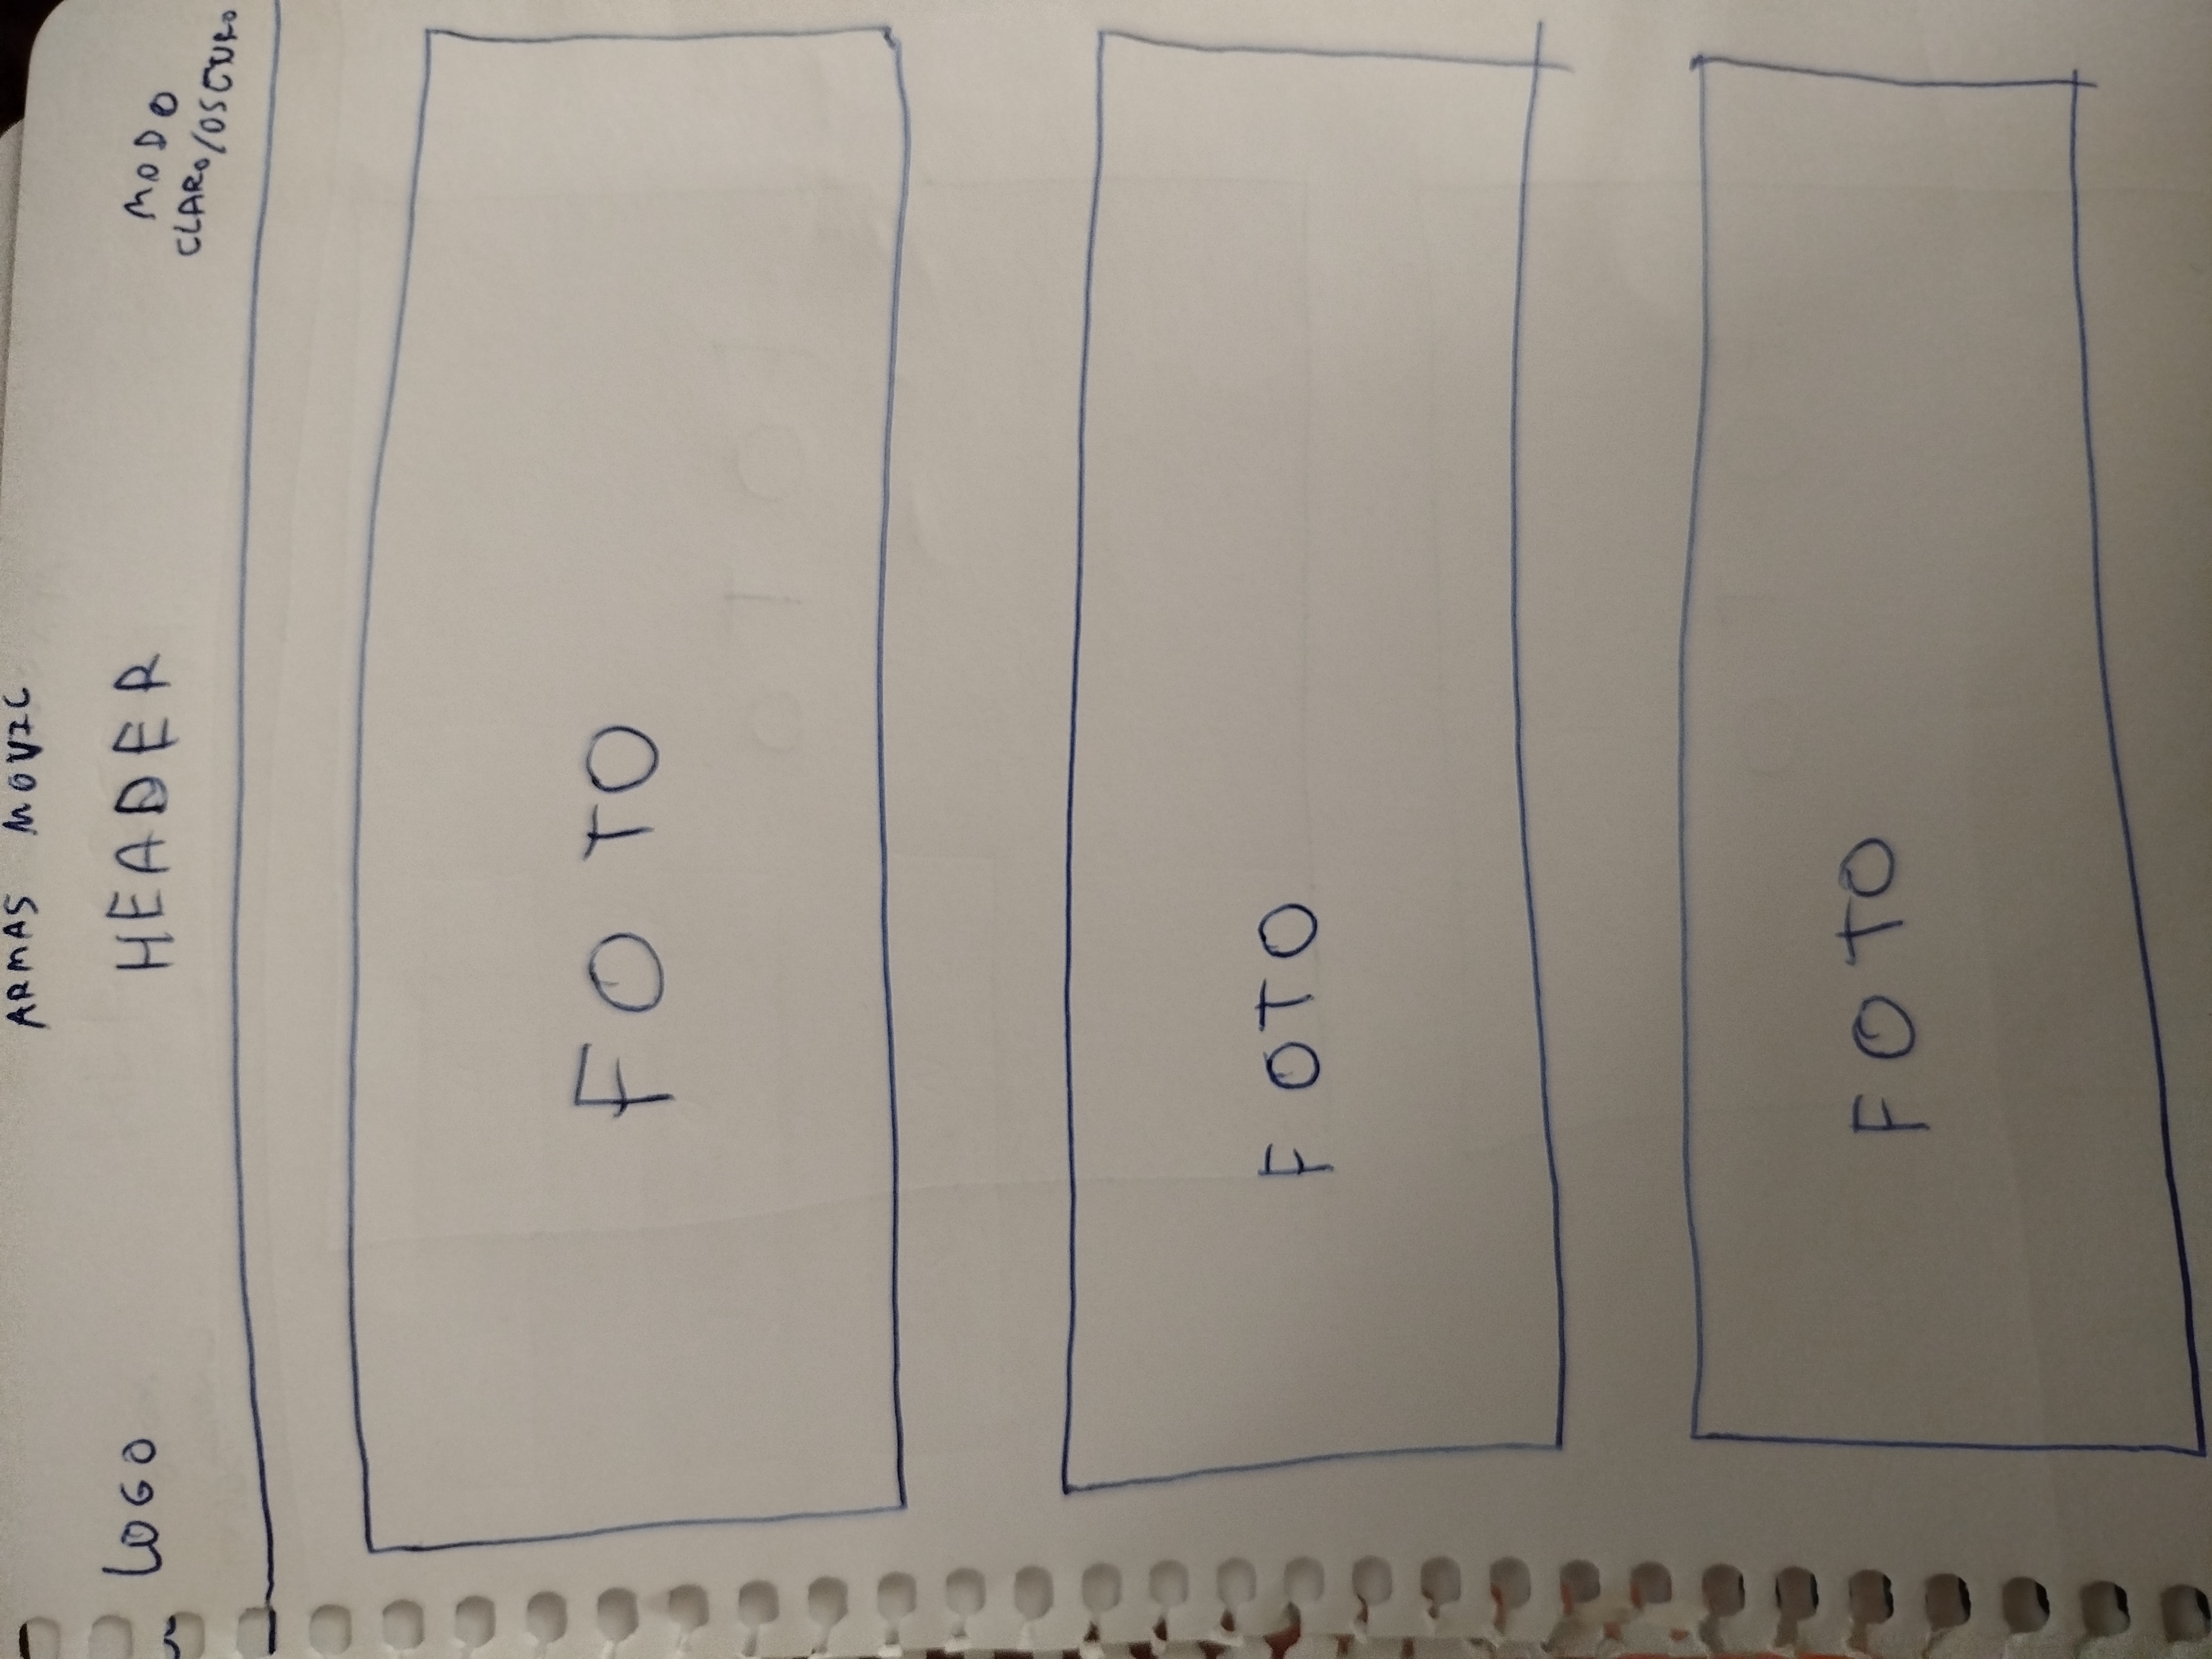 ARMAS MOVIL
LOGO HEADER MODO
CLARO/OSCURO
FOTO
FOTO
FOTO